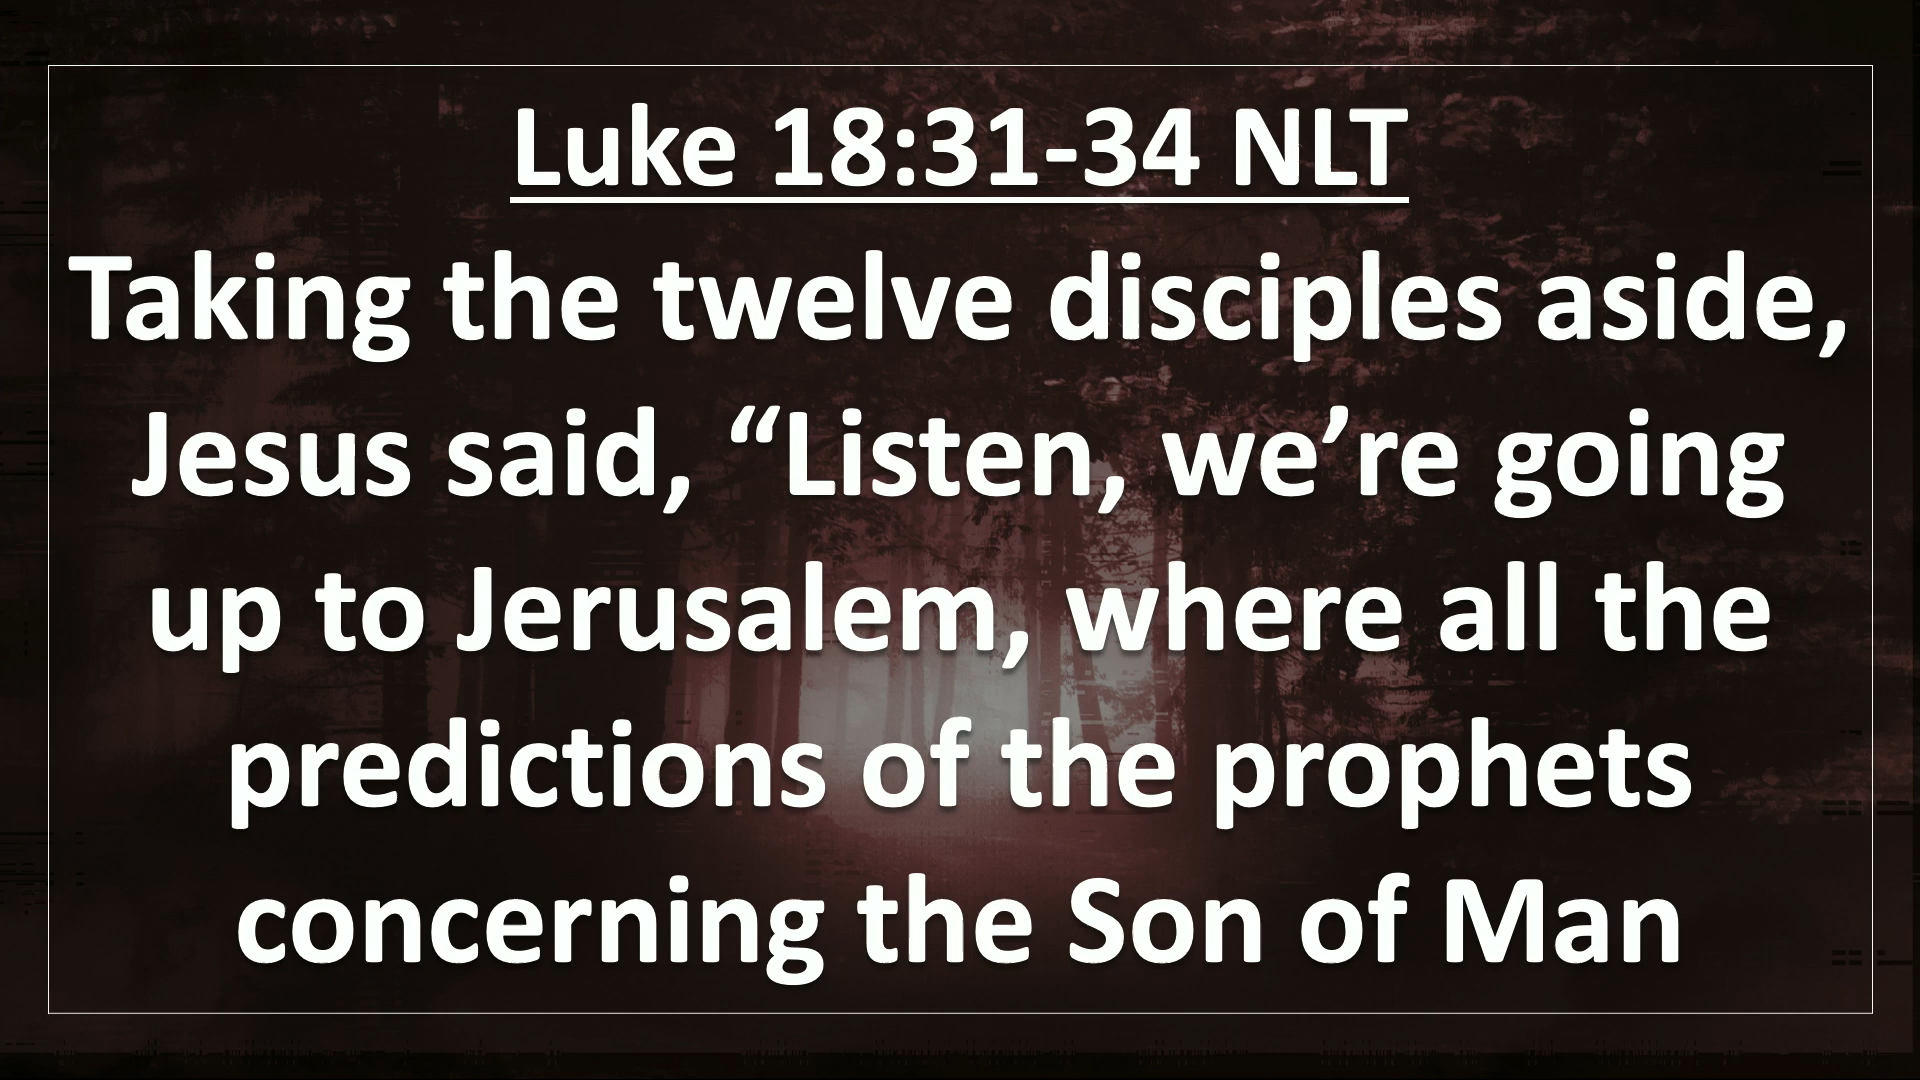 Luke 18:31-34 NLT
Taking the twelve disciples aside,
Jesus said, “Listen, we’re going
up to Jerusalem, where all the
predictions of the prophets
concerning the Son of Man